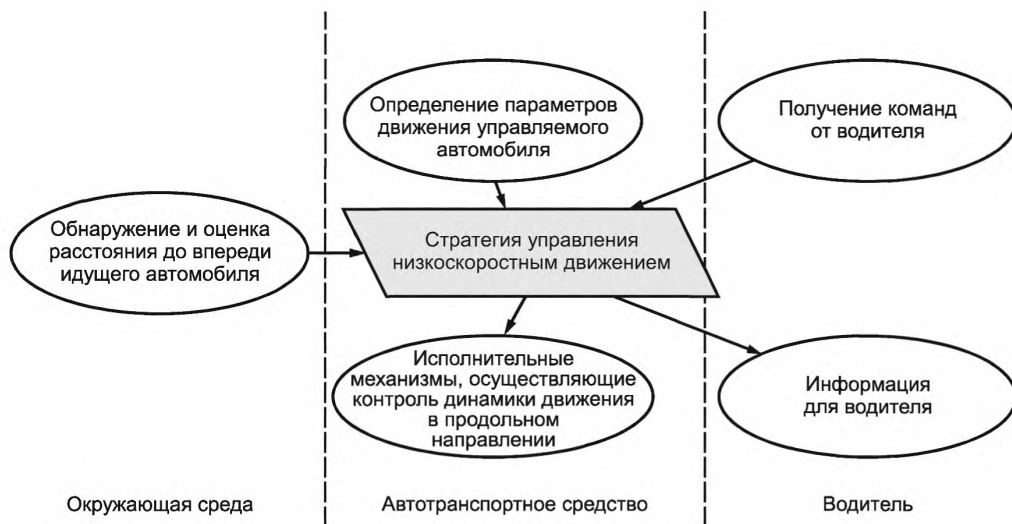 Определение параметров
движения управляемого
автомобиля
Получение команд
от водителя
Обнаружение и оценка
расстояния до впереди
идущего автомобиля
Стратегия управления
низкоскоростным движением
Исполнительные
механизмы, осуществляющие
контроль динамики движения
в продольном
направлении
Информация
для водителя
Окружающая среда
Автотранспортное средство
Водитель